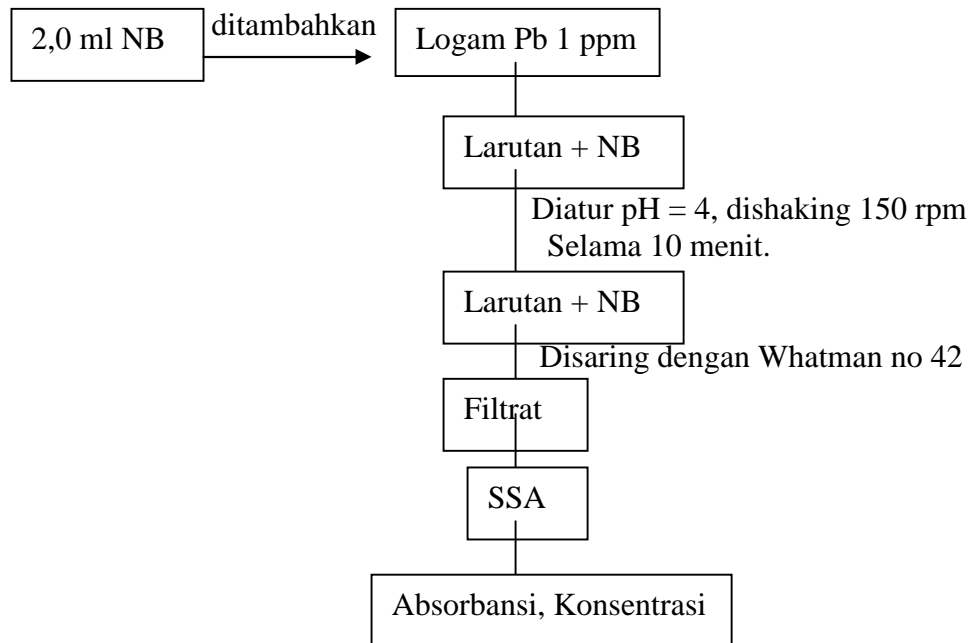 2,0 ml NB
ditambahkan
Logam Pb 1 ppm
Larutan + NB
Diatur pH = 4, dishaking 150 rpm
Selama 10 menit.
Larutan + NB
Disaring dengan Whatman no 42
Filtrat
SSA
Absorbansi, Konsentrasi